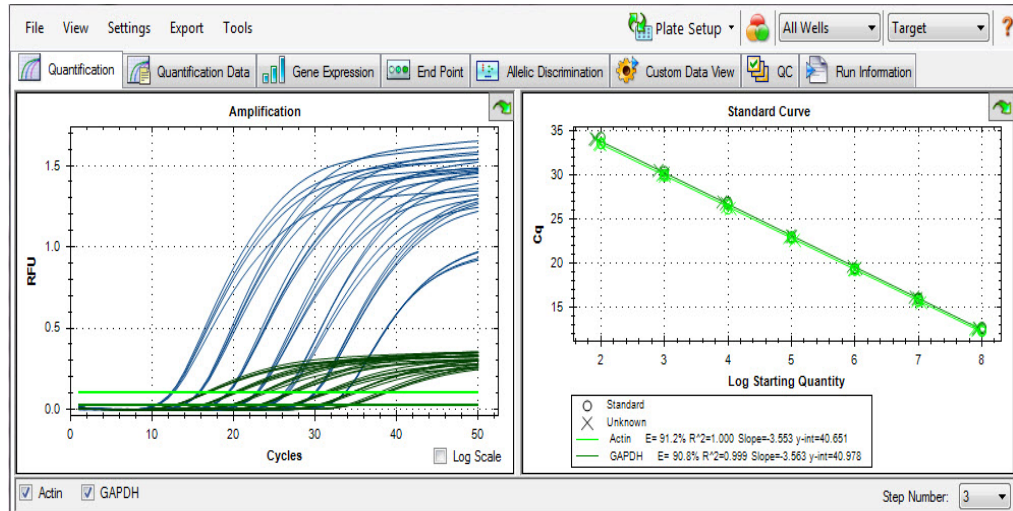 File View Settings Export Tools Plate Setup All Wells Target ?
Quantification Quantification Data Gene Expression End Point Allelic Discrimination Custom Data View QC Run Information
Amplification
1.5
1.0
0.5
0.0
RFU
0 10 20 30 40 50
Cycles
Log Scale
Standard Curve
35
30
25
20
15
Cq
2 3 4 5 6 7 8
Log Starting Quantity
Standard
Unknown
Actin E= 91.2% R^2=1.000 Slope=-3.553 y-int=40.651
GAPDH E= 90.8% R^2=0.999 Slope=-3.563 y-int=40.978
Actin GAPDH Step Number: 3